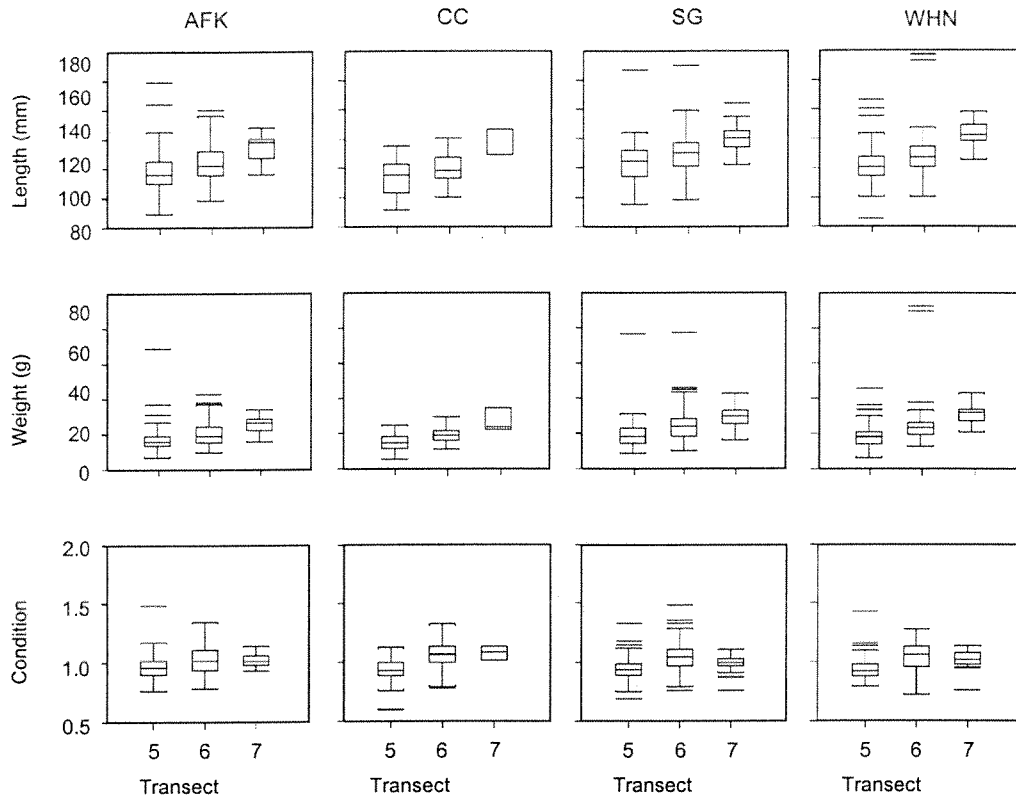 AFK CC SG WHN
Length (mm)
180
160
140
120
100
80
Weight (g)
80
60
40
20
0
Condition
2.0
1.5
1.0
0.5
5 6 7 5 6 7 5 6 7 5 6 7
Transect Transect Transect Transect